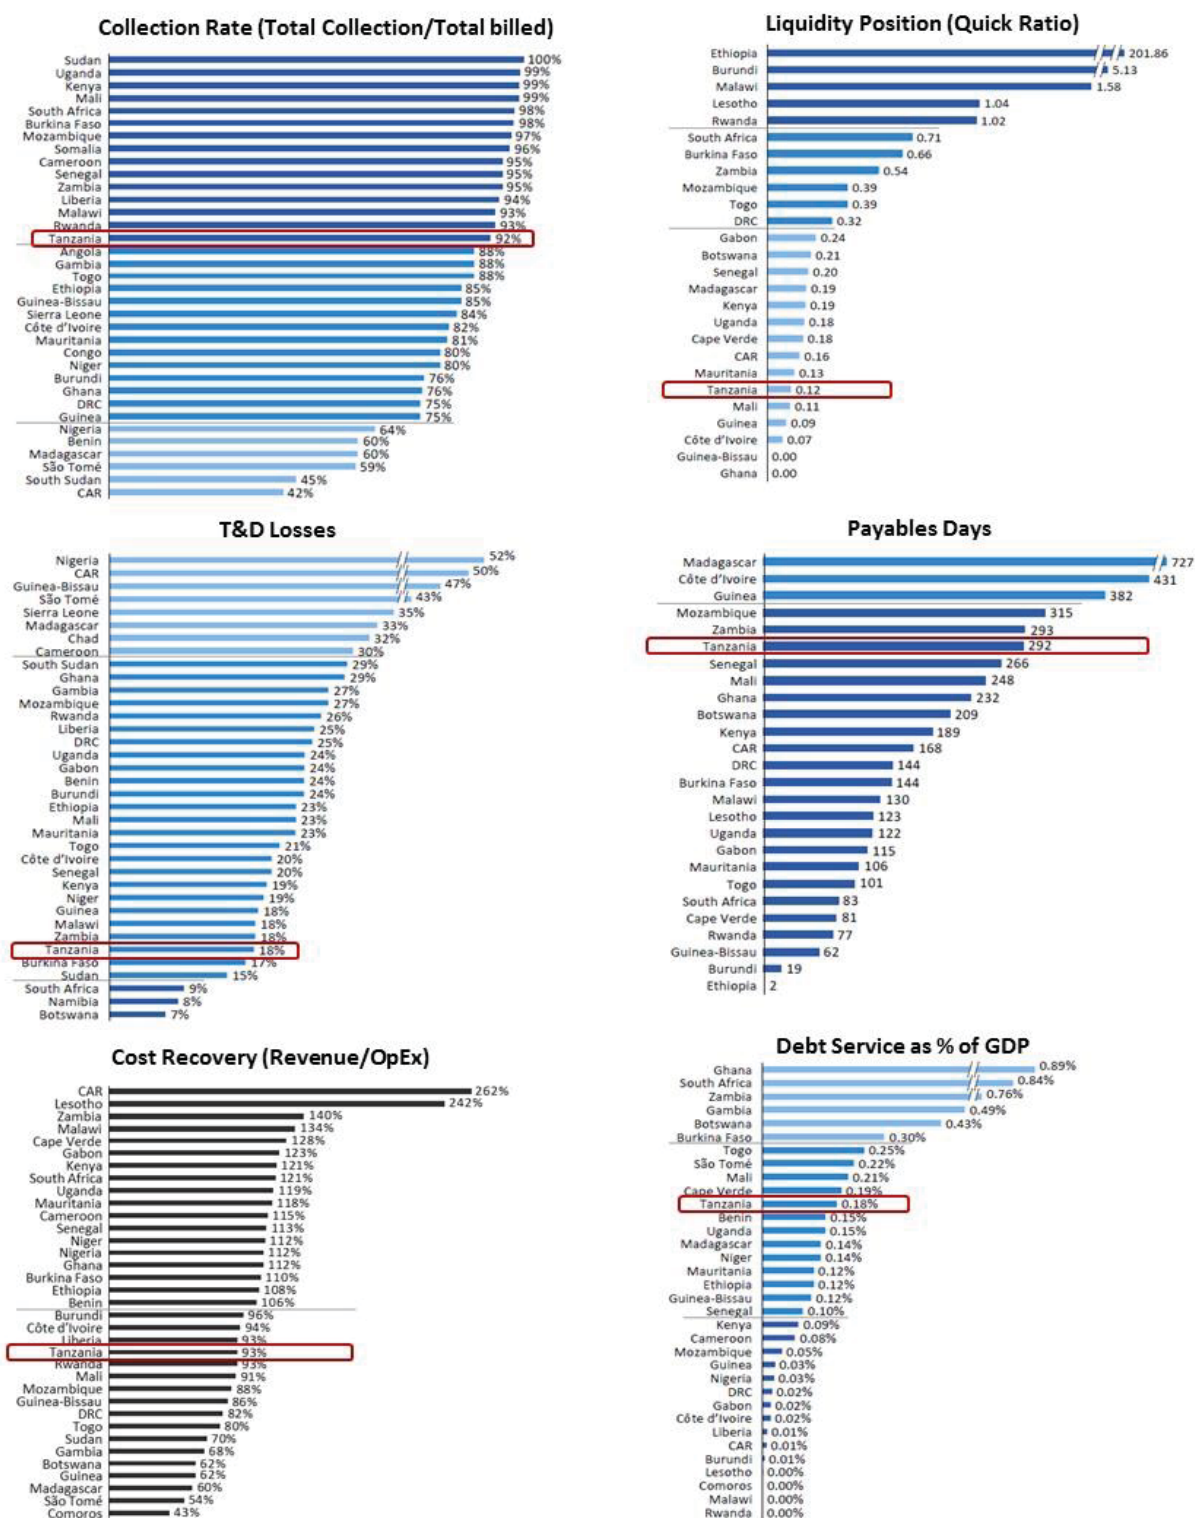 Collection Rate (Total Collection/Total billed)
Sudan 100%
Uganda 99%
Kenya 99%
Mali 99%
South Africa 98%
Burkina Faso 98%
Mozambique 97%
Somalia 96%
Cameroon 95%
Senegal 95%
Zambia 95%
Liberia 94%
Malawi 93%
Rwanda 93%
Tanzania 92%
Angola 88%
Gambia 88%
Togo 88%
Ethiopia 85%
Guinea-Bissau 85%
Sierra Leone 84%
Côte d'Ivoire 82%
Mauritania 81%
Congo 80%
Niger 80%
Burundi 76%
Ghana 76%
DRC 75%
Guinea 75%
Nigeria 64%
Benin 60%
Madagascar 60%
São Tomé 59%
South Sudan 45%
CAR 42%
Liquidity Position (Quick Ratio)
Ethiopia 201.86
Burundi 5.13
Malawi 1.58
Lesotho 1.04
Rwanda 1.02
South Africa 0.71
Burkina Faso 0.66
Zambia 0.54
Mozambique 0.39
Togo 0.39
DRC 0.32
Gabon 0.24
Botswana 0.21
Senegal 0.20
Madagascar 0.19
Kenya 0.19
Uganda 0.18
Cape Verde 0.18
CAR 0.16
Mauritania 0.13
Tanzania 0.12
Mali 0.11
Guinea 0.09
Côte d'Ivoire 0.07
Guinea-Bissau 0.00
Ghana 0.00
T&D Losses
Nigeria 52%
CAR 50%
Guinea-Bissau 47%
São Tomé 43%
Sierra Leone 35%
Madagascar 33%
Chad 32%
Cameroon 30%
South Sudan 29%
Ghana 29%
Gambia 27%
Mozambique 27%
Rwanda 26%
Liberia 25%
DRC 25%
Uganda 24%
Gabon 24%
Benin 24%
Burundi 24%
Ethiopia 23%
Mali 23%
Mauritania 23%
Togo 21%
Côte d'Ivoire 20%
Senegal 20%
Kenya 19%
Niger 19%
Guinea 18%
Malawi 18%
Zambia 18%
Tanzania 18%
Burkina Faso 17%
Sudan 15%
South Africa 9%
Namibia 8%
Botswana 7%
Payables Days
Madagascar 727
Côte d'Ivoire 431
Guinea 382
Mozambique 315
Zambia 293
Tanzania 292
Senegal 266
Mali 248
Ghana 232
Botswana 209
Kenya 189
CAR 168
DRC 144
Burkina Faso 144
Malawi 130
Lesotho 123
Uganda 122
Gabon 115
Mauritania 106
Togo 101
South Africa 83
Cape Verde 81
Rwanda 77
Guinea-Bissau 62
Burundi 19
Ethiopia 2
Cost Recovery (Revenue/OpEx)
CAR 262%
Lesotho 242%
Zambia 140%
Malawi 134%
Cape Verde 128%
Gabon 123%
Kenya 121%
South Africa 121%
Uganda 119%
Mauritania 118%
Cameroon 115%
Senegal 113%
Niger 112%
Nigeria 112%
Ghana 112%
Burkina Faso 110%
Ethiopia 108%
Benin 106%
Burundi 96%
Côte d'Ivoire 94%
Liberia 93%
Tanzania 93%
Rwanda 93%
Mali 91%
Mozambique 88%
Guinea-Bissau 86%
DRC 82%
Togo 80%
Sudan 70%
Gambia 68%
Botswana 62%
Guinea 62%
Madagascar 60%
São Tomé 54%
Comoros 43%
Debt Service as % of GDP
Ghana 0.89%
South Africa 0.84%
Zambia 0.76%
Gambia 0.49%
Botswana 0.43%
Burkina Faso 0.30%
Togo 0.25%
São Tomé 0.22%
Mali 0.21%
Cape Verde 0.19%
Tanzania 0.18%
Benin 0.15%
Uganda 0.15%
Madagascar 0.14%
Niger 0.14%
Mauritania 0.12%
Ethiopia 0.12%
Guinea-Bissau 0.12%
Senegal 0.10%
Kenya 0.09%
Cameroon 0.08%
Mozambique 0.05%
Guinea 0.03%
Nigeria 0.03%
DRC 0.02%
Gabon 0.02%
Côte d'Ivoire 0.02%
Liberia 0.01%
CAR 0.01%
Burundi 0.01%
Lesotho 0.00%
Comoros 0.00%
Malawi 0.00%
Rwanda 0.00%